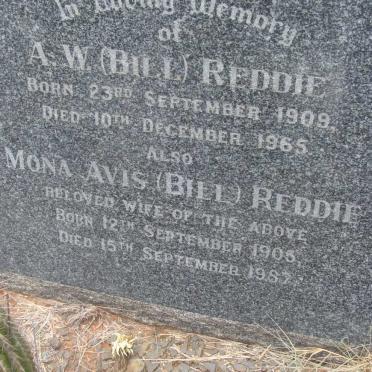 In Loving Memory
of
A. W. (BILL) REDDIE
BORN 23RD SEPTEMBER 1909,
DIED 10TH DECEMBER 1965
ALSO
MONA AVIS (BILL) REDDIE
BELOVED WIFE OF THE ABOVE
BORN 12TH SEPTEMBER 1908,
DIED 15TH SEPTEMBER 1987.